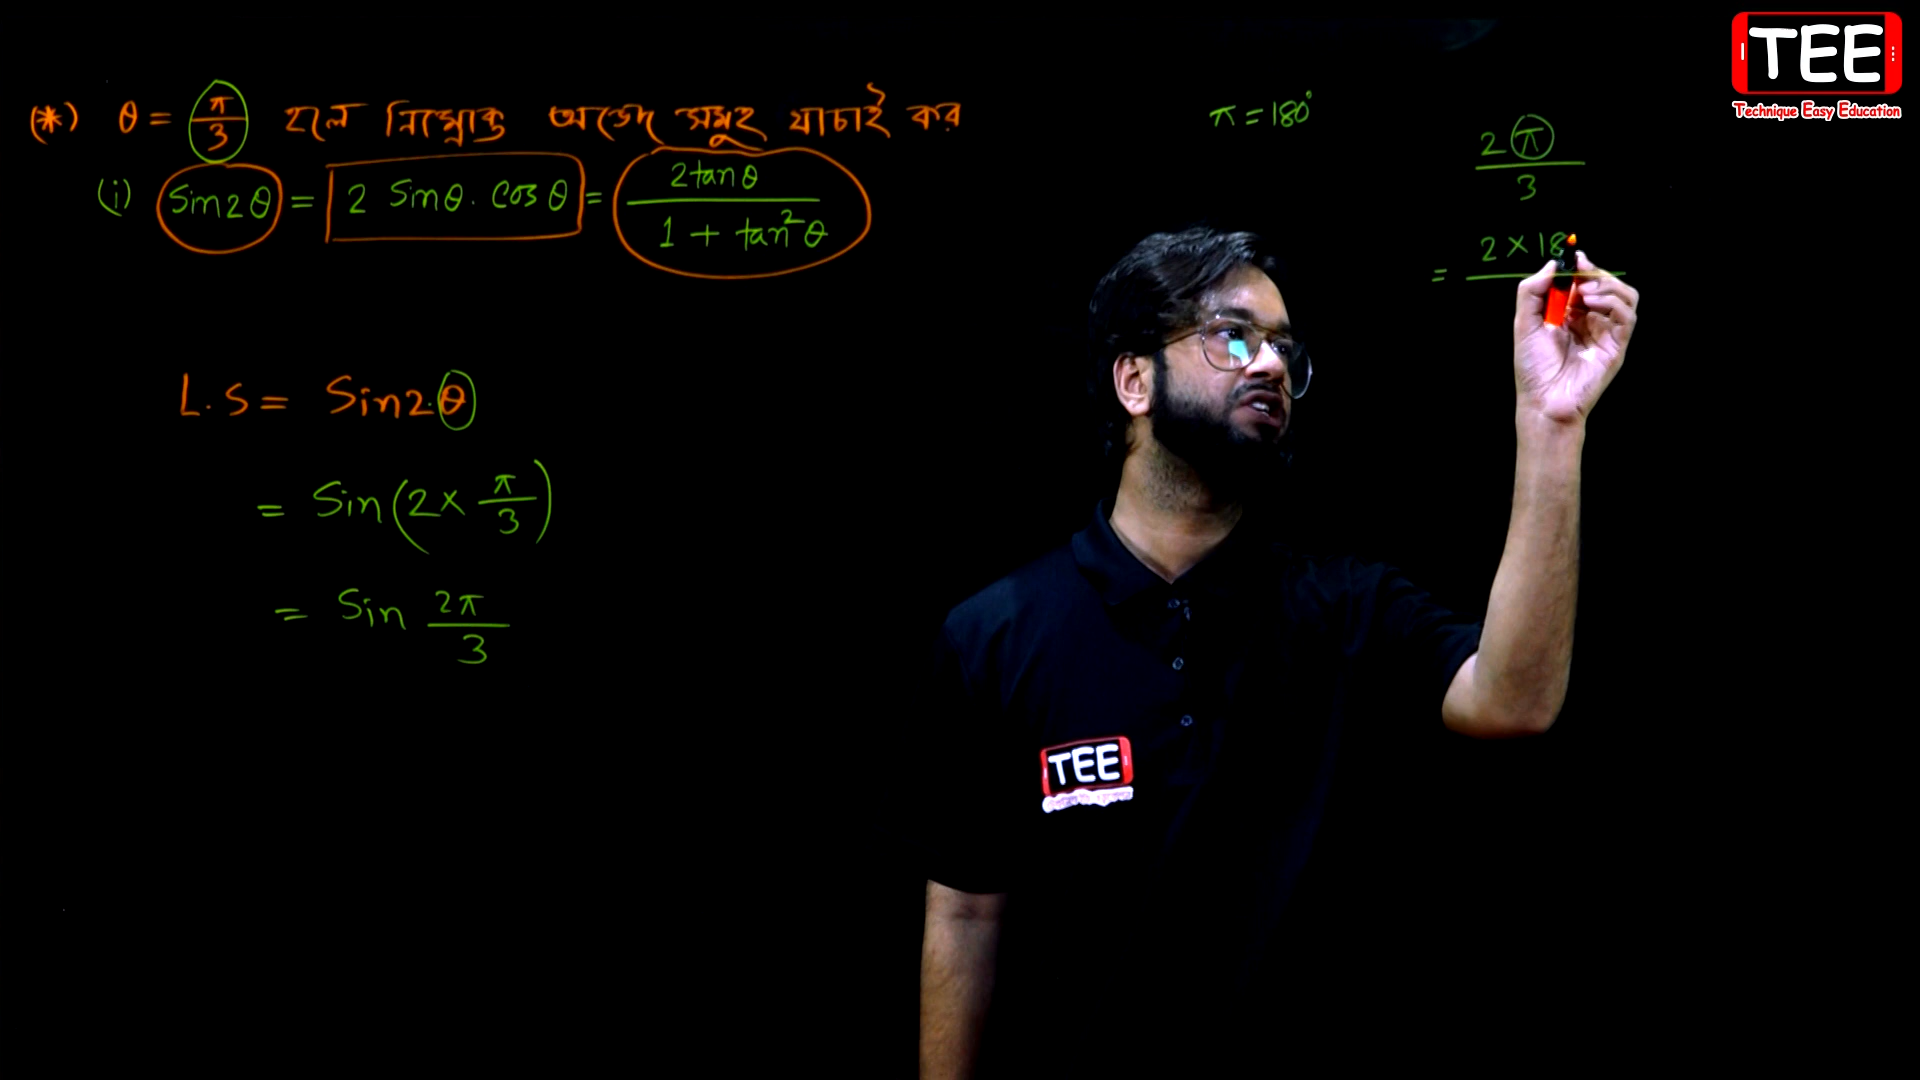 (*) θ = π/3 হলে নিম্নোক্ত অভেদ সমূহ যাচাই কর
(i) Sin2θ = 2 Sinθ. Cosθ = 2tanθ / 1 + tan²θ
L.S = Sin2.θ
= Sin(2 × π/3)
= Sin 2π/3
π = 180°
2π/3
= 2 × 18
TEE
Technique Easy Education
TEE